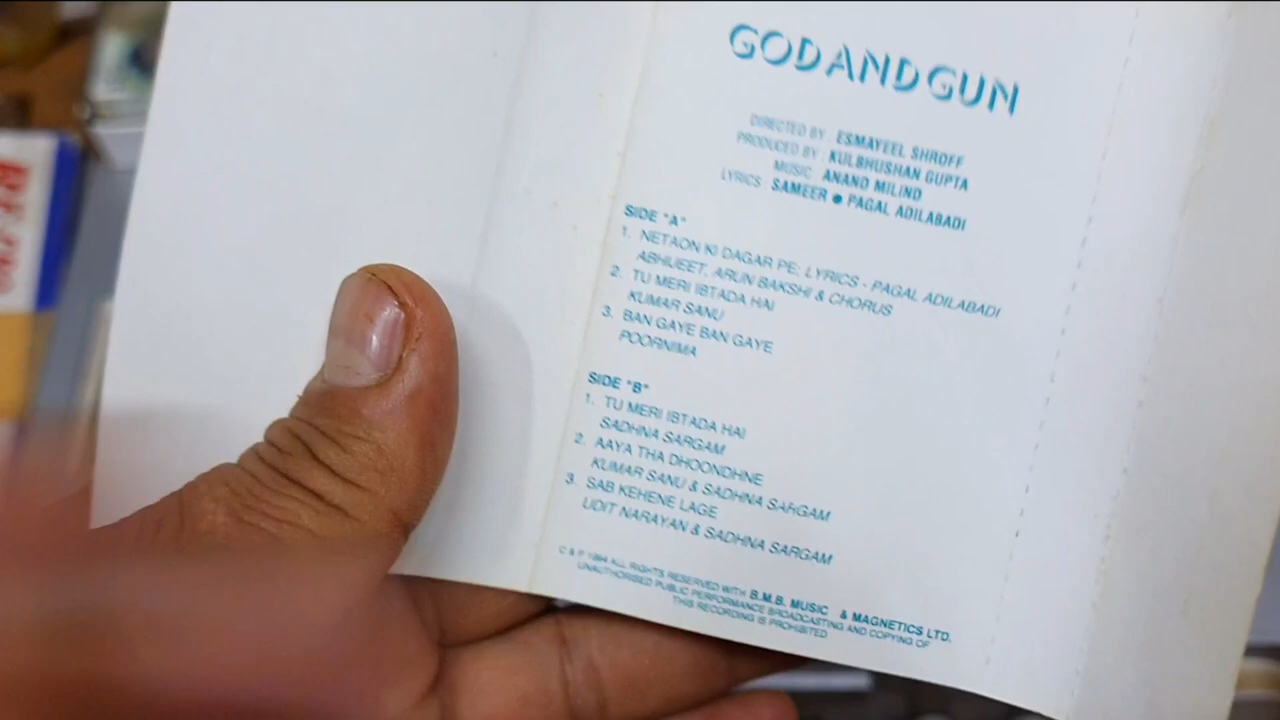 GOD AND GUN
DIRECTED BY : ESMAYEEL SHROFF
PRODUCED BY : KULBHUSHAN GUPTA
MUSIC : ANAND MILIND
LYRICS : SAMEER ● PAGAL ADILABADI
SIDE "A"
1. NETAON KI DAGAR PE; LYRICS - PAGAL ADILABADI
ABHIJEET, ARUN BAKSHI & CHORUS
2. TU MERI IBTADA HAI
KUMAR SANU
3. BAN GAYE BAN GAYE
POORNIMA
SIDE "B"
1. TU MERI IBTADA HAI
SADHNA SARGAM
2. AAYA THA DHOONDHNE
KUMAR SANU & SADHNA SARGAM
3. SAB KEHENE LAGE
UDIT NARAYAN & SADHNA SARGAM
C & P 1994 ALL RIGHTS RESERVED WITH B.M.B. MUSIC & MAGNETICS LTD.
UNAUTHORISED PUBLIC PERFORMANCE BROADCASTING AND COPYING OF
THIS RECORDING IS PROHIBITED